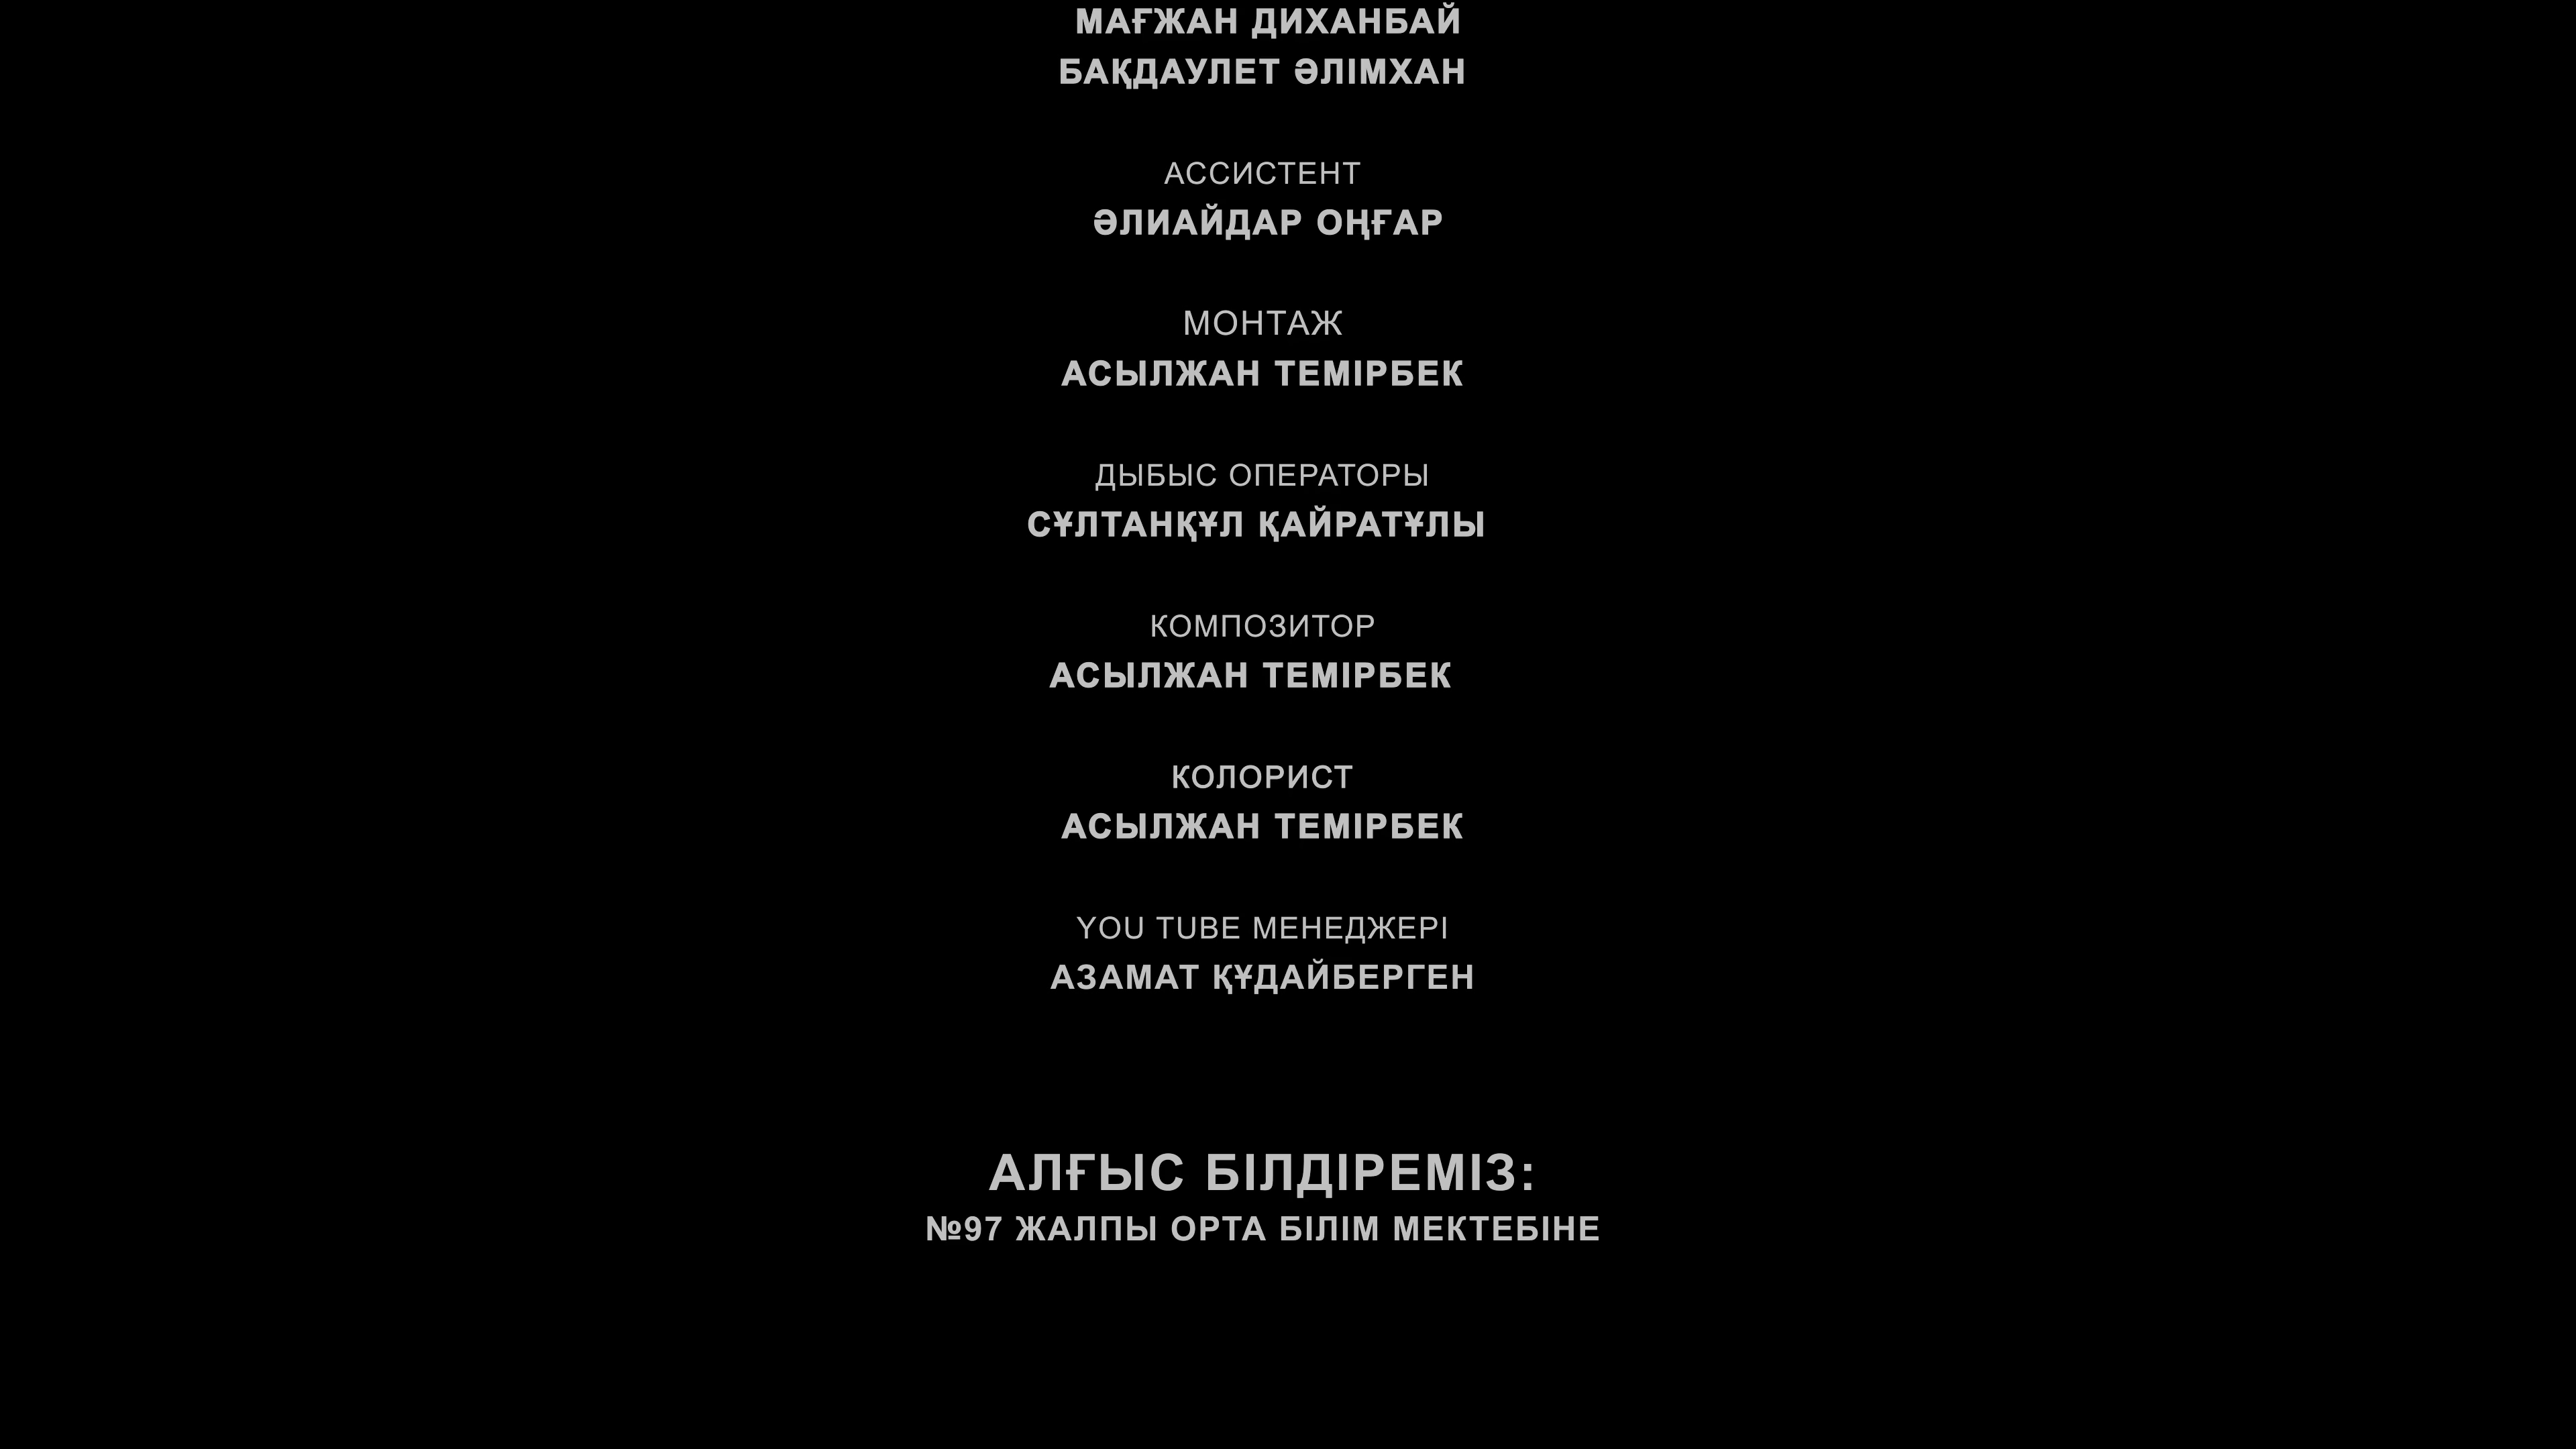 МАҒЖАН ДИХАНБАЙ
БАҚДАУЛЕТ ӘЛІМХАН
АССИСТЕНТ
ӘЛИАЙДАР ОҢҒАР
МОНТАЖ
АСЫЛЖАН ТЕМІРБЕК
ДЫБЫС ОПЕРАТОРЫ
СҰЛТАНҚҰЛ ҚАЙРАТҰЛЫ
КОМПОЗИТОР
АСЫЛЖАН ТЕМІРБЕК
КОЛОРИСТ
АСЫЛЖАН ТЕМІРБЕК
YOU TUBE МЕНЕДЖЕРІ
АЗАМАТ ҚҰДАЙБЕРГЕН
АЛҒЫС БІЛДІРЕМІЗ:
№97 ЖАЛПЫ ОРТА БІЛІМ МЕКТЕБІНЕ